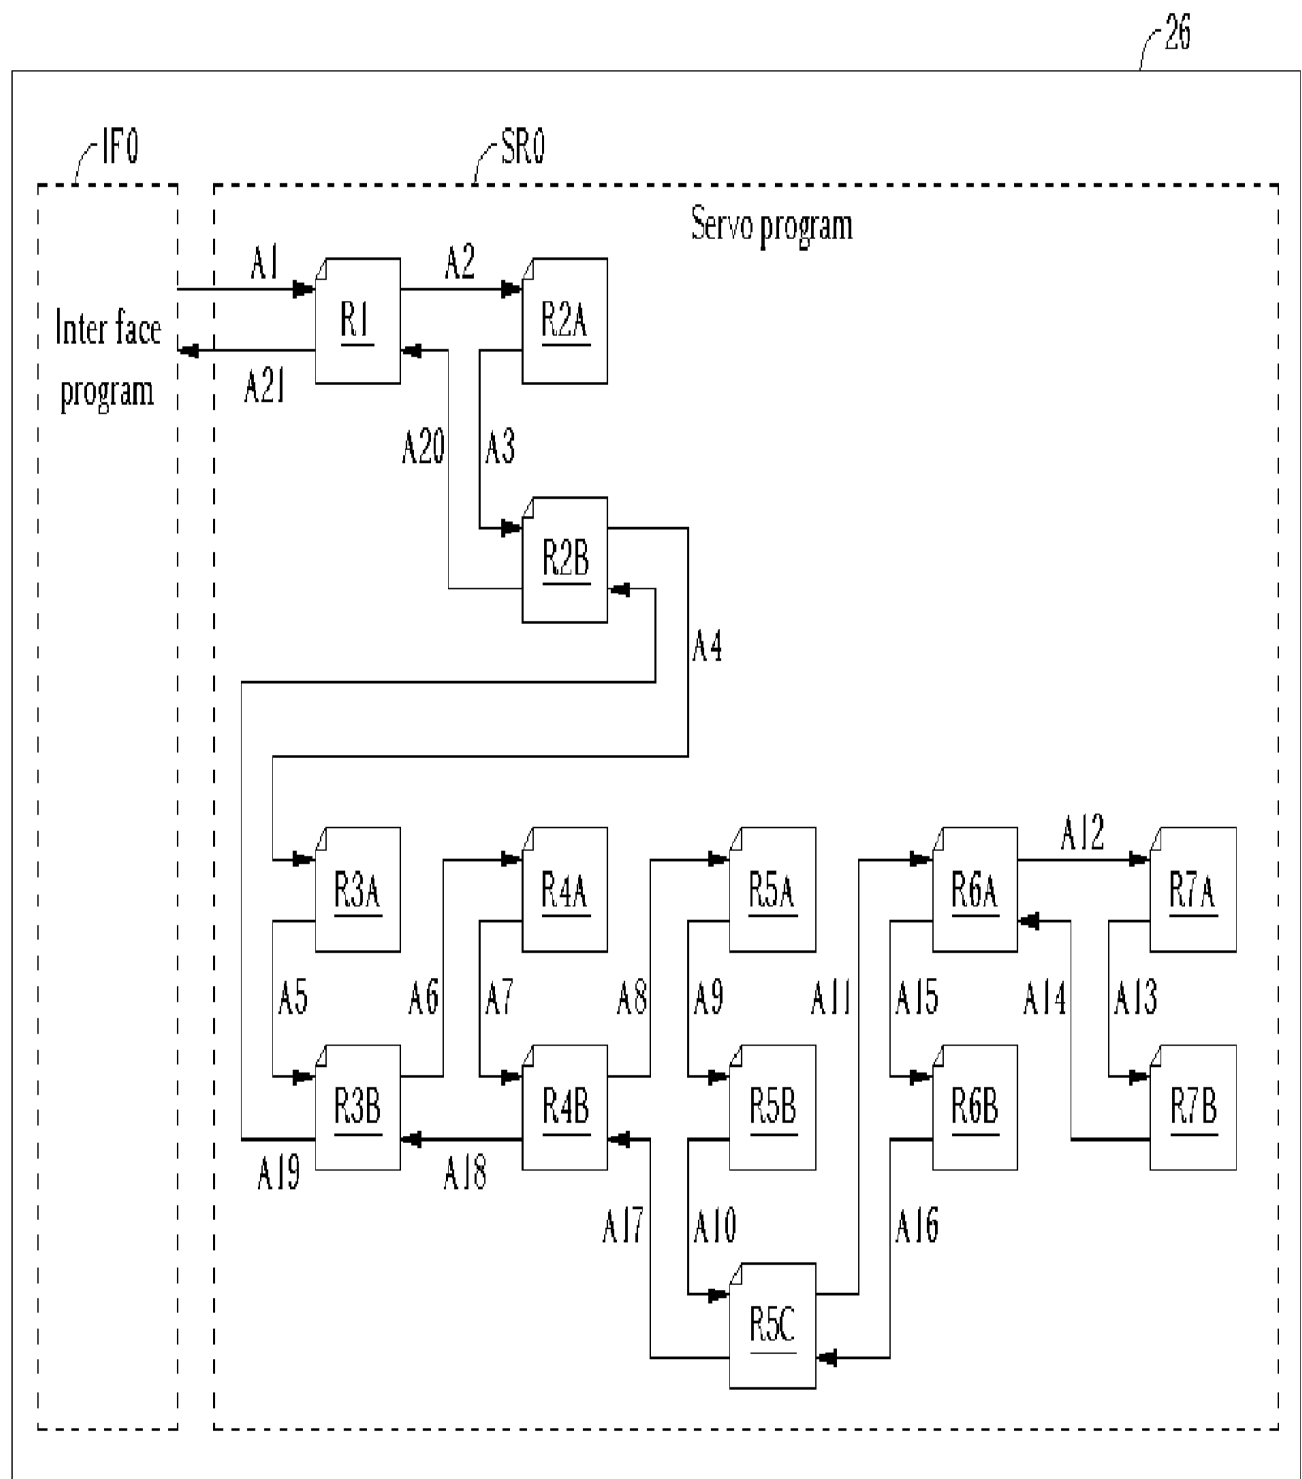 26
IF0
SR0
Servo program
A1
A2
R1
R2A
Inter face
program
A21
A20
A3
R2B
A4
A12
R3A
R4A
R5A
R6A
R7A
A5
A6
A7
A8
A9
A11
A15
A14
A13
R3B
R4B
R5B
R6B
R7B
A19
A18
A17
A10
A16
R5C